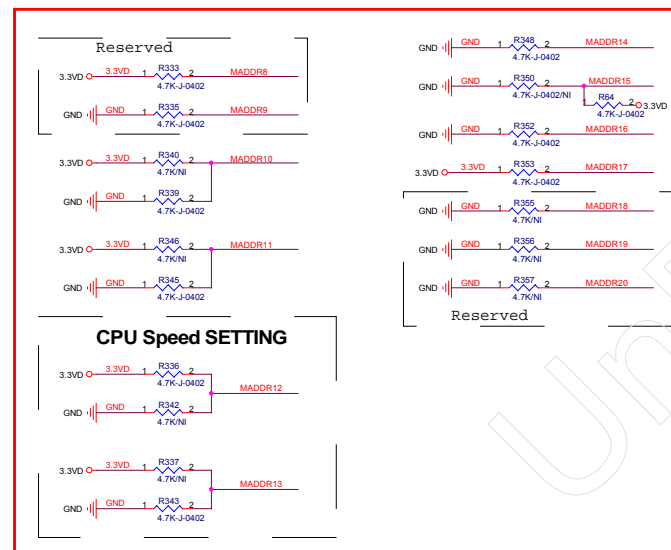 Reserved
3.3VD 3.3VD 1 R333 2 MADDR8
4.7K-J-0402
GND GND 1 R335 2 MADDR9
4.7K-J-0402
3.3VD 3.3VD 1 R340 2 MADDR10
4.7K/NI
GND GND 1 R339 2
4.7K-J-0402
3.3VD 3.3VD 1 R346 2 MADDR11
4.7K/NI
GND GND 1 R345 2
4.7K-J-0402
CPU Speed SETTING
3.3VD 3.3VD 1 R336 2
4.7K-J-0402
MADDR12
GND GND 1 R342 2
4.7K/NI
3.3VD 3.3VD 1 R337 2
4.7K/NI
MADDR13
GND GND 1 R343 2
4.7K-J-0402
GND GND 1 R348 2 MADDR14
4.7K-J-0402
GND GND 1 R350 2 MADDR15
4.7K-J-0402/NI
1 R64 2 3.3VD
4.7K-J-0402
GND GND 1 R352 2 MADDR16
4.7K-J-0402
3.3VD 3.3VD 1 R353 2 MADDR17
4.7K-J-0402
GND GND 1 R355 2 MADDR18
4.7K/NI
GND GND 1 R356 2 MADDR19
4.7K/NI
GND GND 1 R357 2 MADDR20
4.7K/NI
Reserved